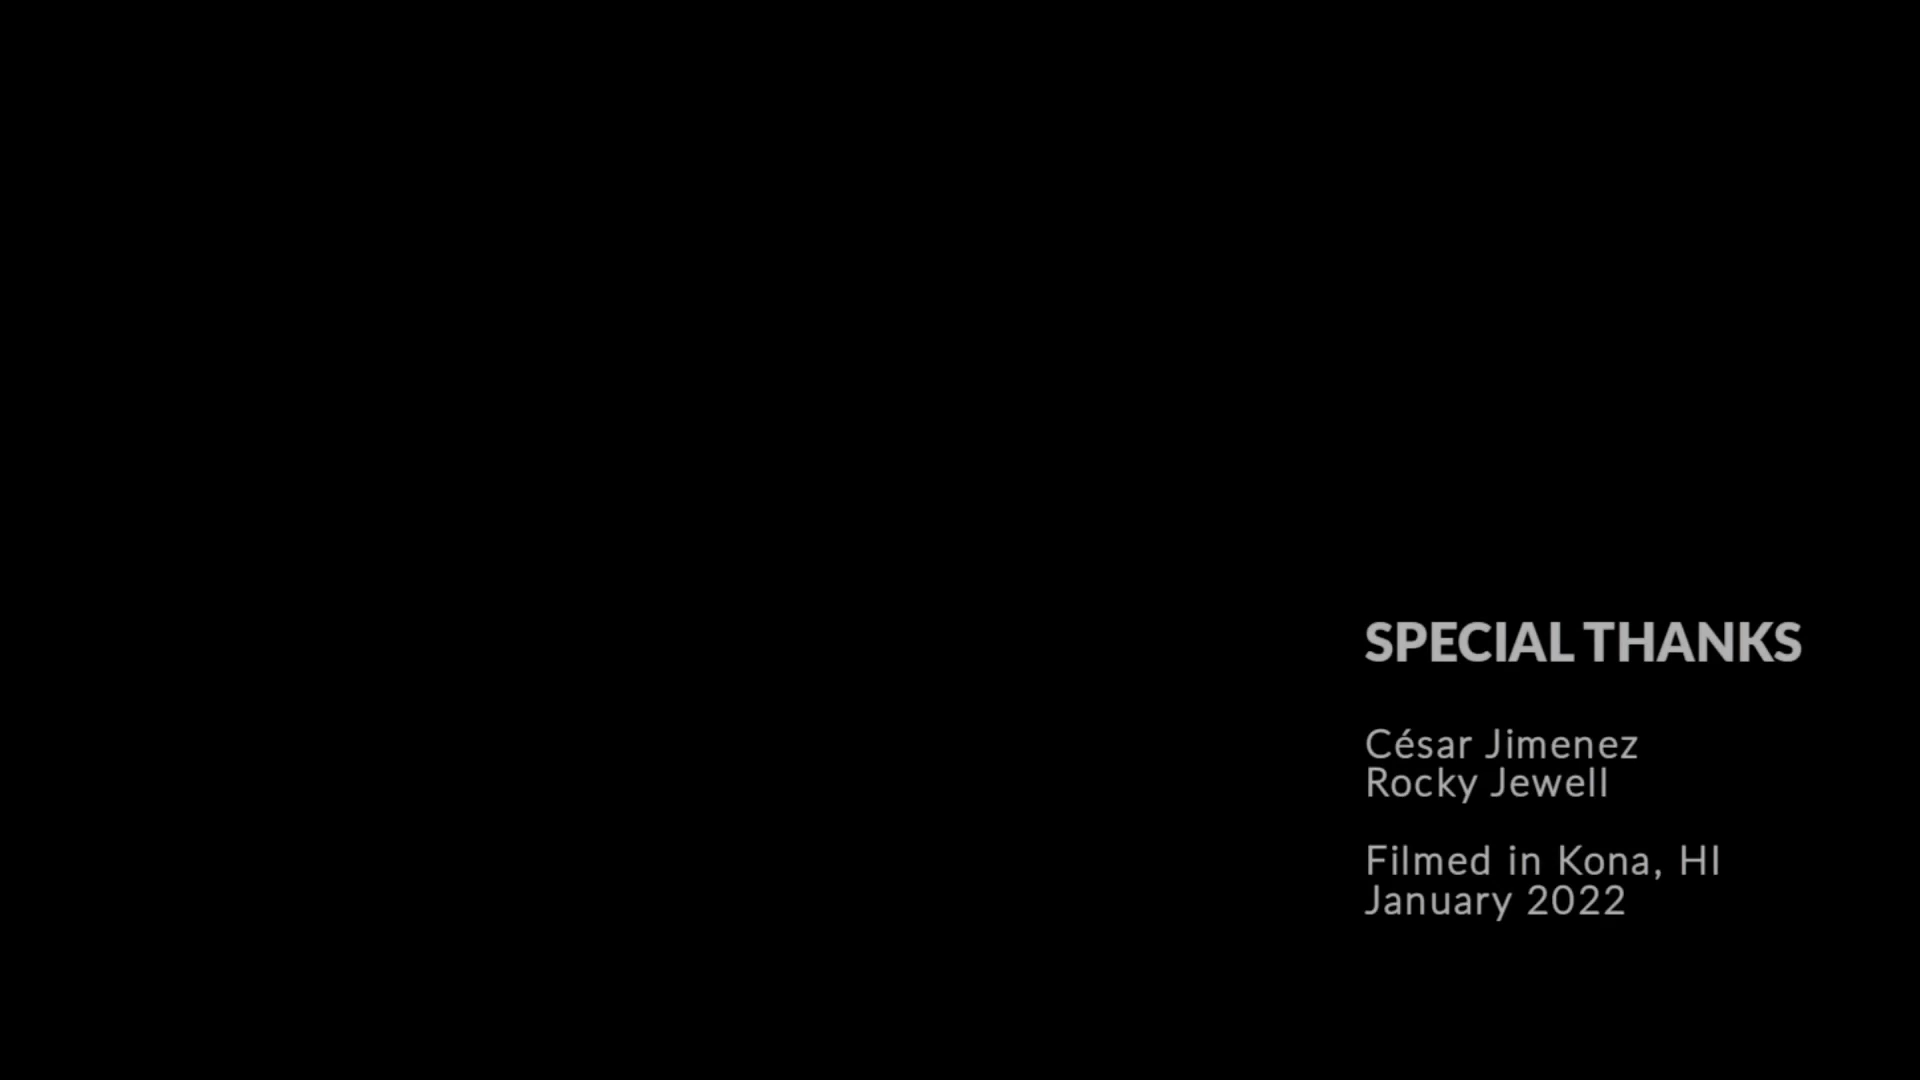 SPECIAL THANKS
César Jimenez
Rocky Jewell
Filmed in Kona, HI
January 2022